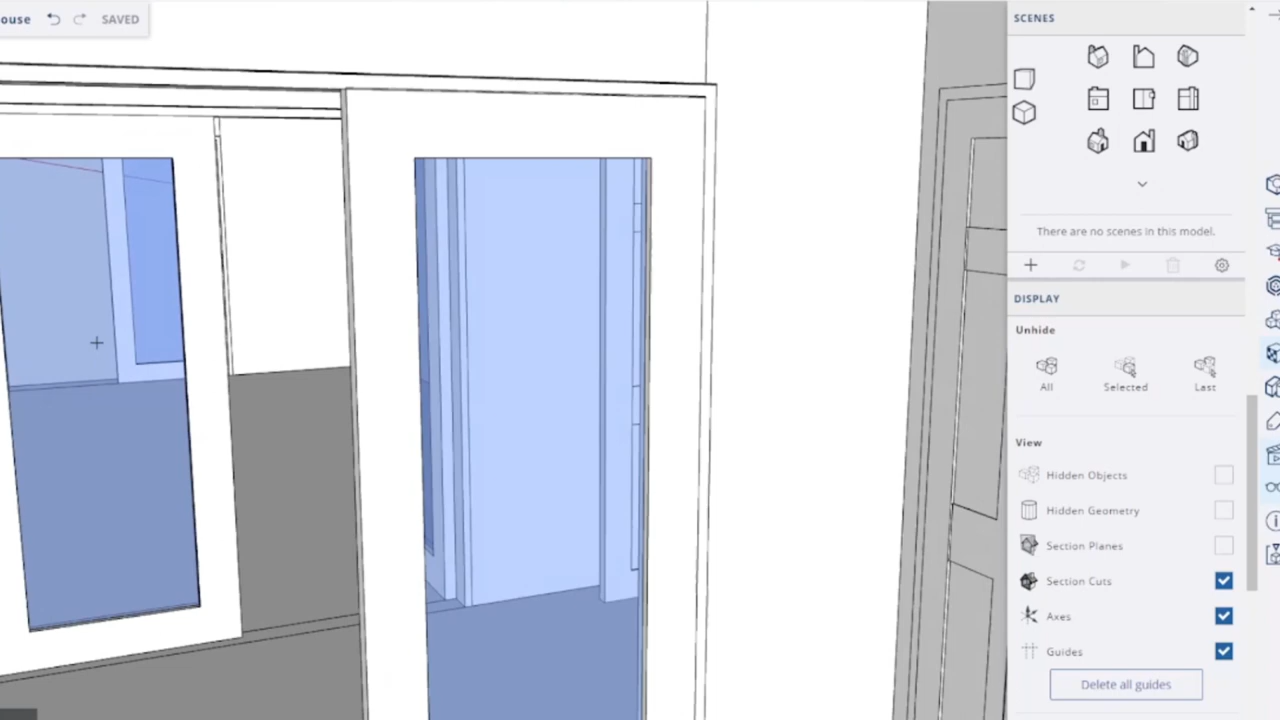 ouse SAVED
SCENES
There are no scenes in this model.
DISPLAY
Unhide
All Selected Last
View
Hidden Objects
Hidden Geometry
Section Planes
Section Cuts
Axes
Guides
Delete all guides